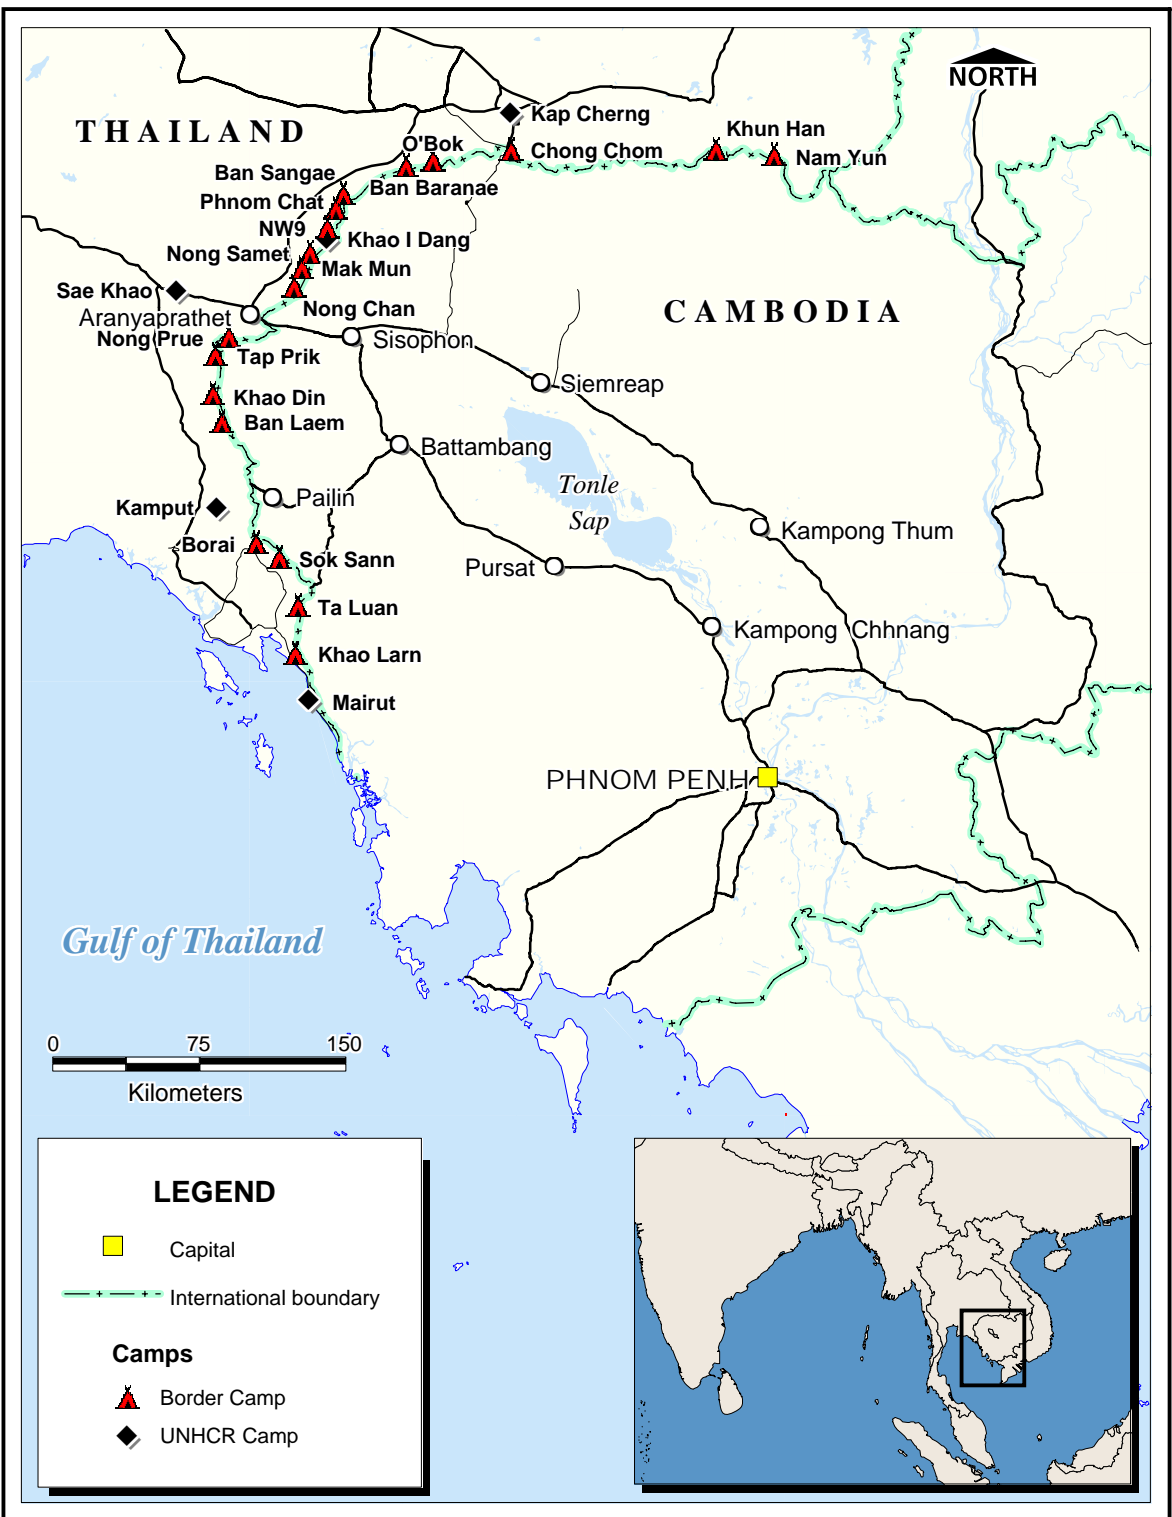 NORTH
THAILAND
Kap Cherng
Khun Han
O'Bok
Chong Chom
Nam Yun
Ban Sangae
Ban Baranae
Phnom Chat
NW9
Khao I Dang
Nong Samet
Mak Mun
Sae Khao
Nong Chan
CAMBODIA
Aranyaprathet
Nong Prue
Sisophon
Tap Prik
Siemreap
Khao Din
Ban Laem
Battambang
Tonle
Sap
Pailin
Kamput
Kampong Thum
Borai
Sok Sann
Pursat
Ta Luan
Kampong Chhnang
Khao Larn
Mairut
PHNOM PENH
Gulf of Thailand
0 75 150
Kilometers
LEGEND
Capital
International boundary
Camps
Border Camp
UNHCR Camp